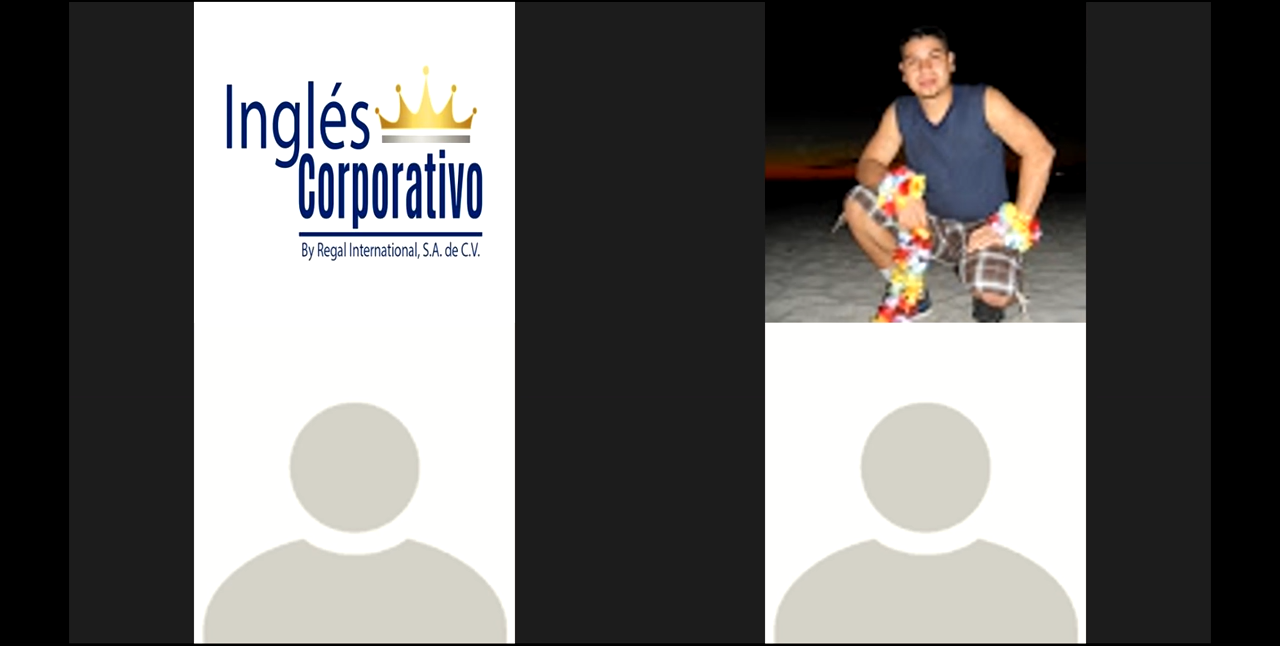 Inglés
Corporativo
By Regal International, S.A. de C.V.